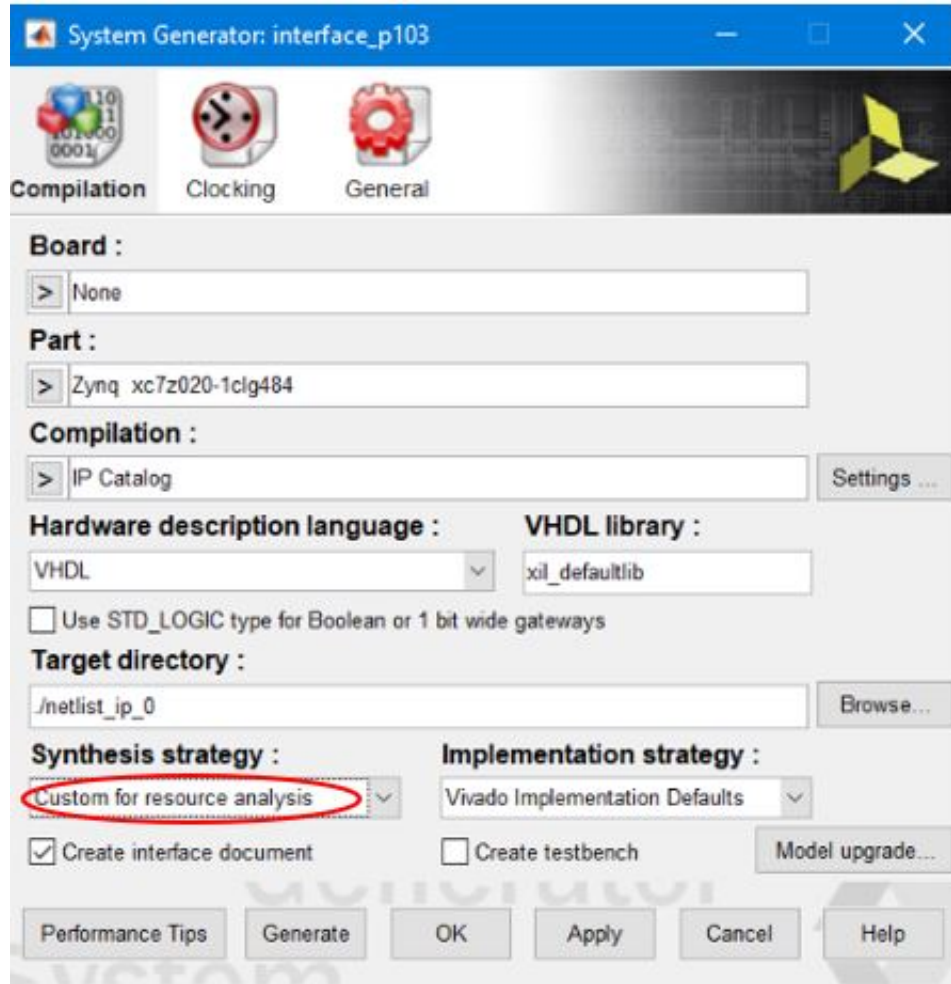 System Generator: interface_p103
Compilation Clocking General
Board :
> None
Part :
> Zynq xc7z020-1clg484
Compilation :
> IP Catalog Settings ...
Hardware description language : VHDL library :
VHDL xil_defaultlib
Use STD_LOGIC type for Boolean or 1 bit wide gateways
Target directory :
./netlist_ip_0 Browse...
Synthesis strategy : Implementation strategy :
Custom for resource analysis Vivado Implementation Defaults
Create interface document Create testbench Model upgrade...
Generator
Performance Tips Generate OK Apply Cancel Help
System